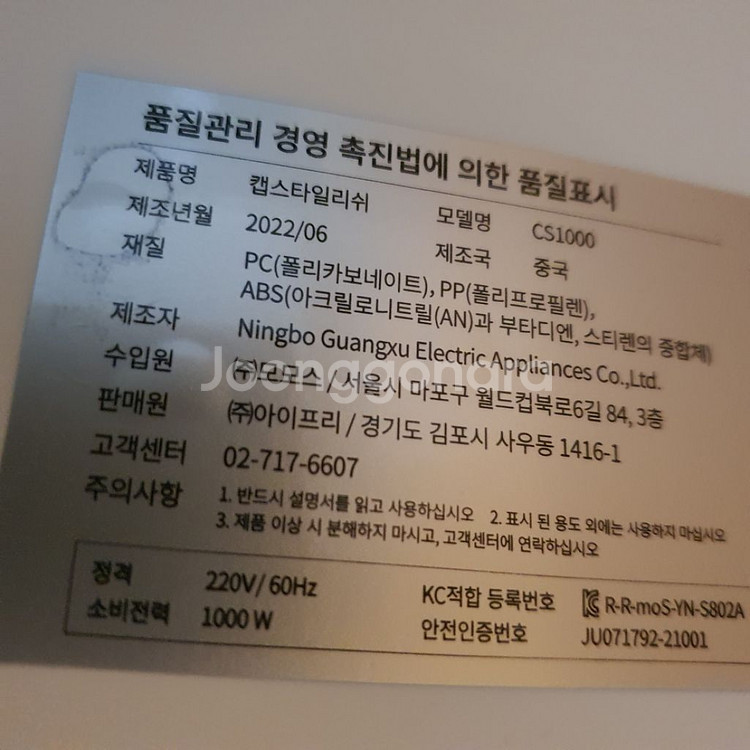 품질관리 경영 촉진법에 의한 품질표시
제품명 캡스타일리쉬 모델명 CS1000
제조년월 2022/06 제조국 중국
재질 PC(폴리카보네이트), PP(폴리프로필렌),
ABS(아크릴로니트릴(AN)과 부타디엔, 스티렌의 중합체)
제조자 Ningbo Guangxu Electric Appliances Co.,Ltd.
수입원 ㈜모모스 / 서울시 마포구 월드컵북로6길 84, 3층
판매원 ㈜아이프리 / 경기도 김포시 사우동 1416-1
고객센터 02-717-6607
주의사항 1. 반드시 설명서를 읽고 사용하십시오 2. 표시 된 용도 외에는 사용하지 마십시오
3. 제품 이상 시 분해하지 마시고, 고객센터에 연락하십시오
정격 220V/ 60Hz KC적합 등록번호 R-R-moS-YN-S802A
소비전력 1000 W 안전인증번호 JU071792-21001
Joonggonara